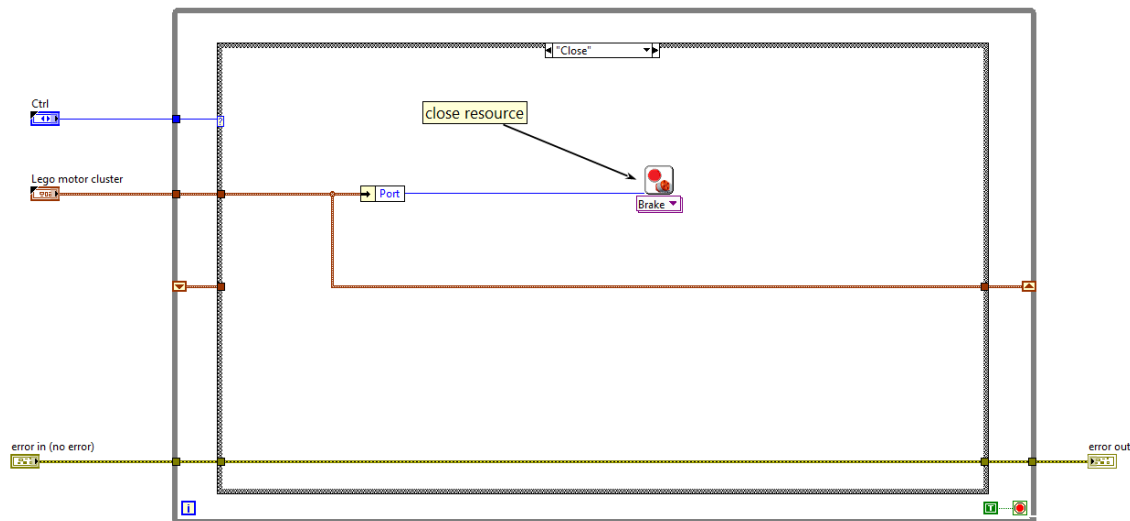 "Close"
Ctrl
close resource
Lego motor cluster
Port
Brake
error in (no error)
error out
i
T